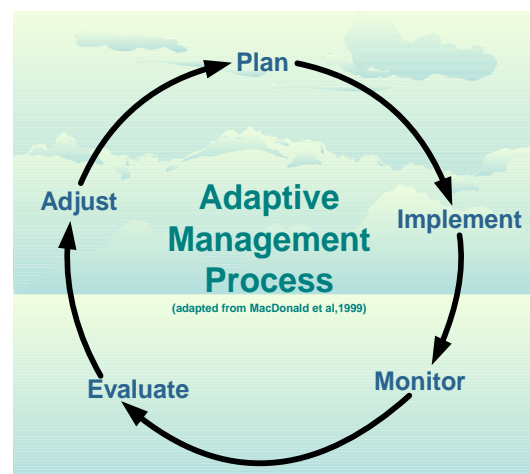 Plan
Adjust
Implement
Adaptive
Management
Process
(adapted from MacDonald et al,1999)
Evaluate
Monitor